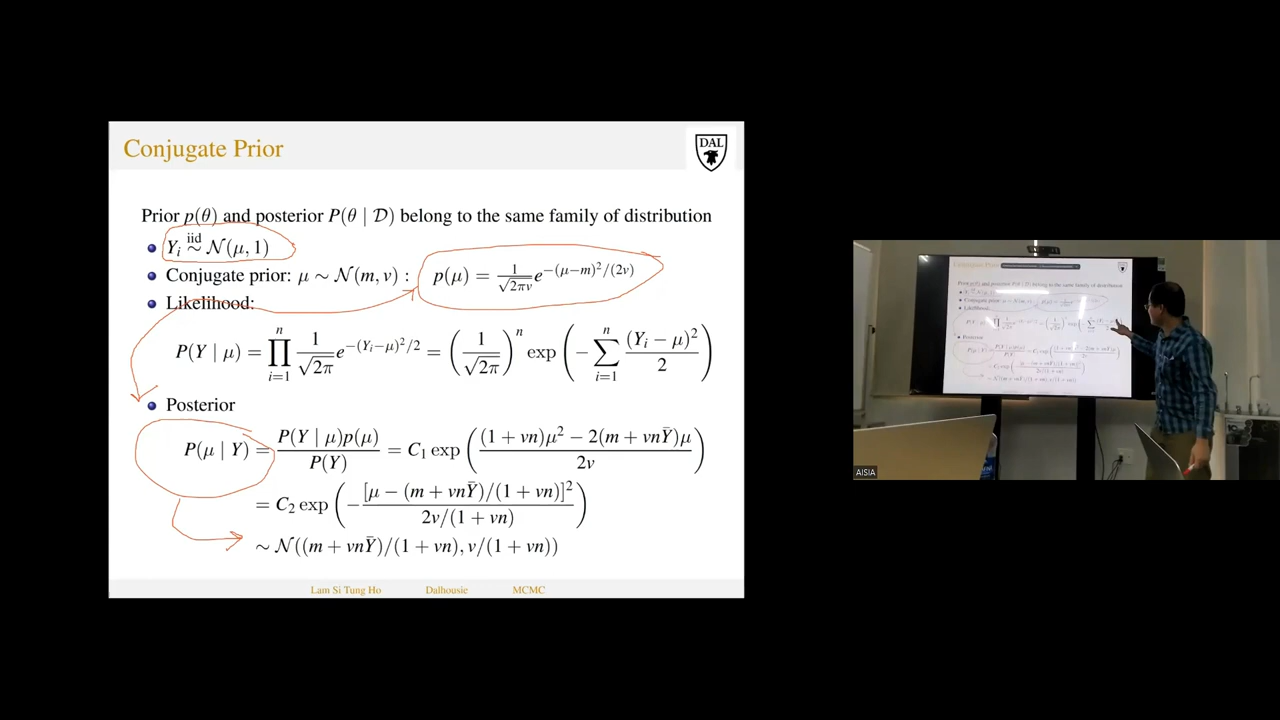 Conjugate Prior
DAL
Prior p(θ) and posterior P(θ | 𝒟) belong to the same family of distribution
Y_i iid ~ 𝒩(μ, 1)
Conjugate prior: μ ~ 𝒩(m, v) : p(μ) = 1/√(2πv) e^{−(μ−m)²/(2v)}
Likelihood:
P(Y | μ) = ∏_{i=1}^{n} 1/√(2π) e^{−(Y_i−μ)²/2} = (1/√(2π))^n exp(−∑_{i=1}^{n} (Y_i − μ)²/2)
Posterior
P(μ | Y) = P(Y | μ)p(μ)/P(Y) = C₁ exp(((1 + vn)μ² − 2(m + vnȲ)μ)/2v)
= C₂ exp(−[μ − (m + vnȲ)/(1 + vn)]²/(2v/(1 + vn)))
~ 𝒩((m + vnȲ)/(1 + vn), v/(1 + vn))
Lam Si Tung Ho Dalhousie MCMC
AISIA